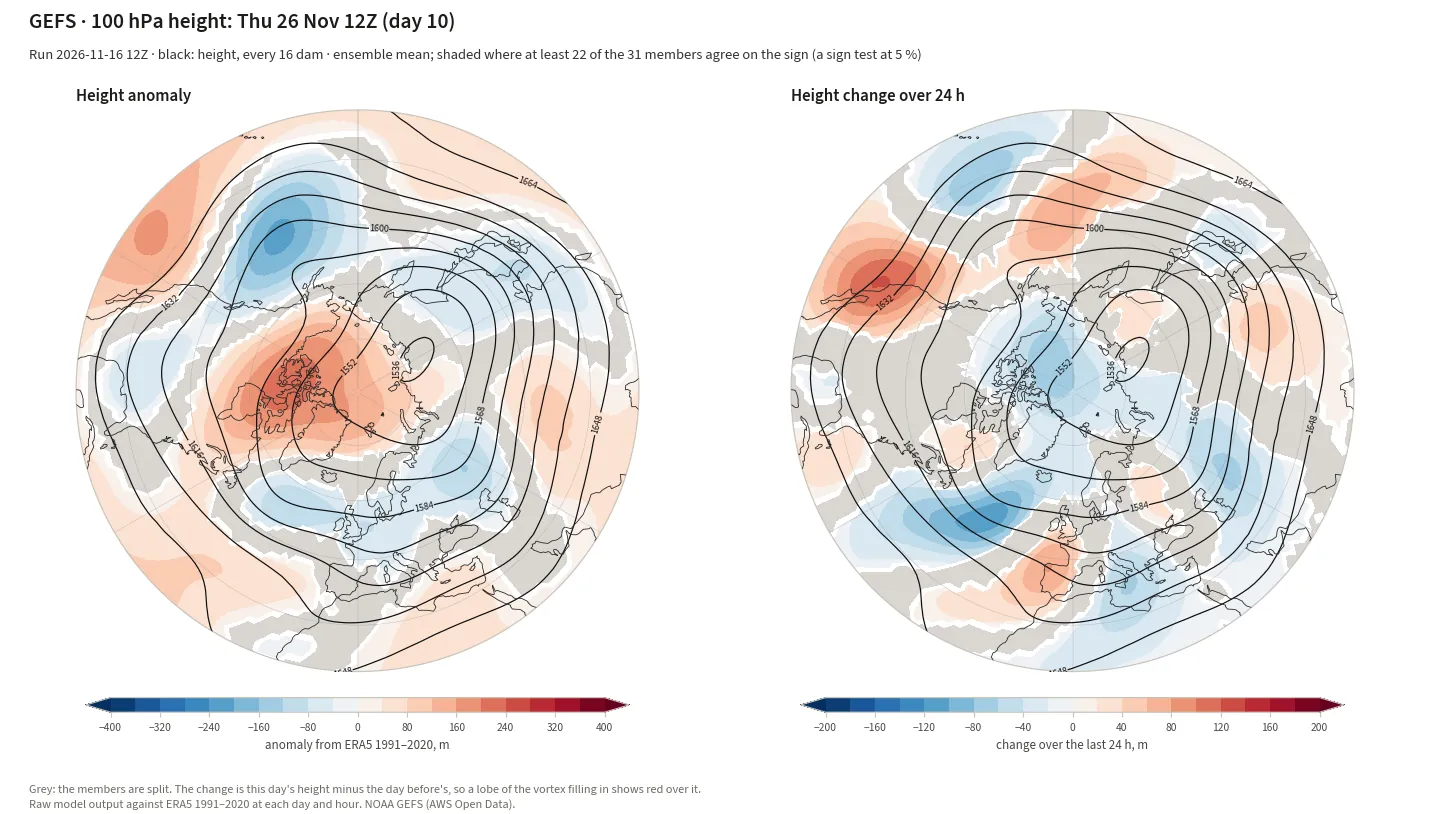 GEFS · 100 hPa height: Thu 26 Nov 12Z (day 10)
Run 2026-11-16 12Z · black: height, every 16 dam · ensemble mean; shaded where at least 22 of the 31 members agree on the sign (a sign test at 5 %)
Height anomaly
Height change over 24 h
1664
1600
1632
1552
1536
1568
1648
1616
1584
1664
1600
1632
1552
1536
1568
1648
1616
1584
−400 −320 −240 −160 −80 0 80 160 240 320 400
anomaly from ERA5 1991–2020, m
−200 −160 −120 −80 −40 0 40 80 120 160 200
change over the last 24 h, m
Grey: the members are split. The change is this day's height minus the day before's, so a lobe of the vortex filling in shows red over it.
Raw model output against ERA5 1991–2020 at each day and hour. NOAA GEFS (AWS Open Data).